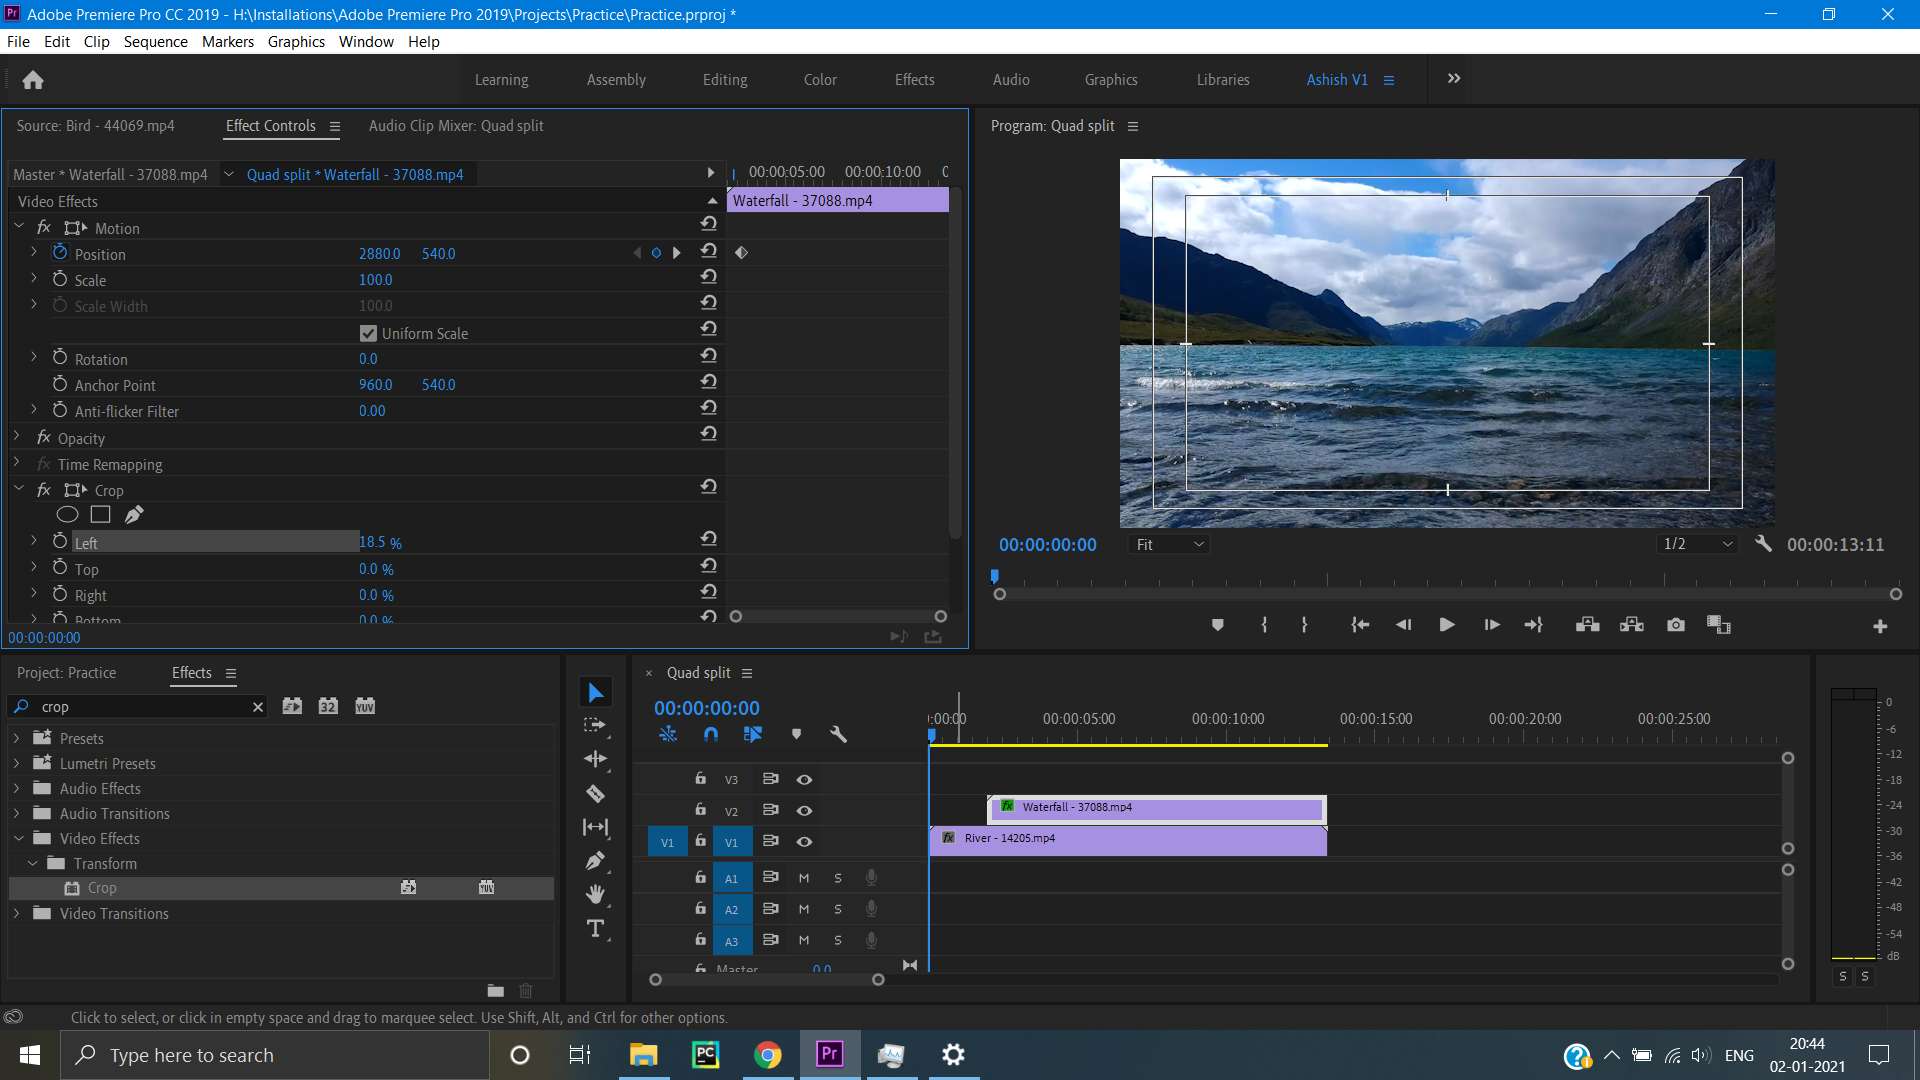 Adobe Premiere Pro CC 2019 - H:\Installations\Adobe Premiere Pro 2019\Projects\Practice\Practice.prproj *
File Edit Clip Sequence Markers Graphics Window Help
Learning Assembly Editing Color Effects Audio Graphics Libraries Ashish V1
Source: Bird - 44069.mp4 Effect Controls Audio Clip Mixer: Quad split
Master * Waterfall - 37088.mp4 Quad split * Waterfall - 37088.mp4
00:00:05:00 00:00:10:00
Video Effects
Waterfall - 37088.mp4
fx Motion
Position 2880.0 540.0
Scale 100.0
Scale Width 100.0
Uniform Scale
Rotation 0.0
Anchor Point 960.0 540.0
Anti-flicker Filter 0.00
fx Opacity
fx Time Remapping
fx Crop
Left 18.5 %
Top 0.0 %
Right 0.0 %
Bottom 0.0 %
00:00:00:00
Program: Quad split
00:00:00:00 Fit 1/2 00:00:13:11
Project: Practice Effects
crop 32 YUV
Presets
Lumetri Presets
Audio Effects
Audio Transitions
Video Effects
Transform
Crop YUV
Video Transitions
T
Quad split
00:00:00:00
:00:00 00:00:05:00 00:00:10:00 00:00:15:00 00:00:20:00 00:00:25:00
V3
V2 fx Waterfall - 37088.mp4
V1 V1 fx River - 14205.mp4
A1 M S
A2 M S
A3 M S
Master 0.0
0
-6
-12
-18
-24
-30
-36
-42
-48
-54
dB
S S
Click to select, or click in empty space and drag to marquee select. Use Shift, Alt, and Ctrl for other options.
Type here to search
PC
Pr
ENG
20:44
02-01-2021